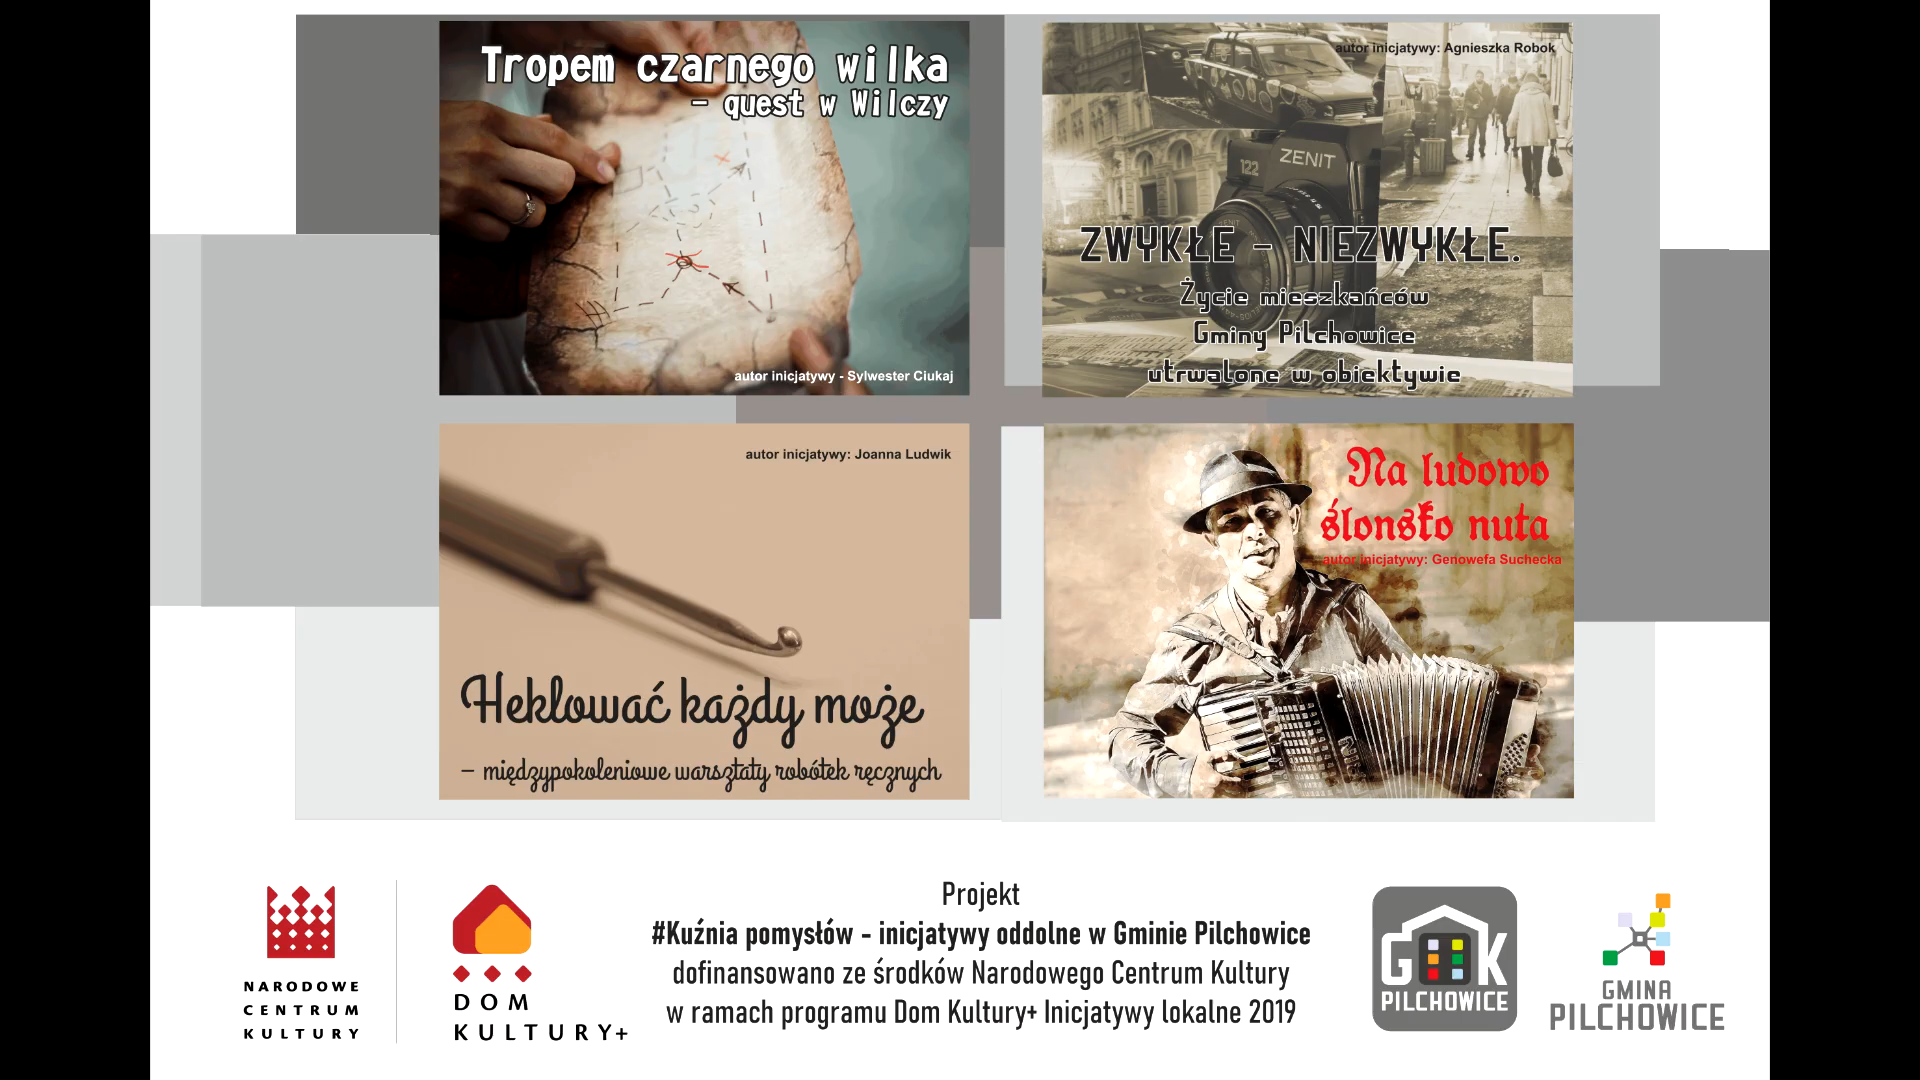 Tropem czarnego wilka
– quest w Wilczy
autor inicjatywy - Sylwester Ciukaj
autor inicjatywy: Agnieszka Robok
122
ZENIT
ZWYKŁE – NIEZWYKŁE.
Życie mieszkańców
Gminy Pilchowice
utrwalone w obiektywie
autor inicjatywy: Joanna Ludwik
Heklować każdy może
– międzypokoleniowe warsztaty robótek ręcznych
Na ludowo
ślonsko nuta
autor inicjatywy: Genowefa Suchecka
NARODOWE
CENTRUM
KULTURY
DOM
KULTURY+
Projekt
#Kuźnia pomysłów - inicjatywy oddolne w Gminie Pilchowice
dofinansowano ze środków Narodowego Centrum Kultury
w ramach programu Dom Kultury+ Inicjatywy lokalne 2019
GOK
PILCHOWICE
GMINA
PILCHOWICE